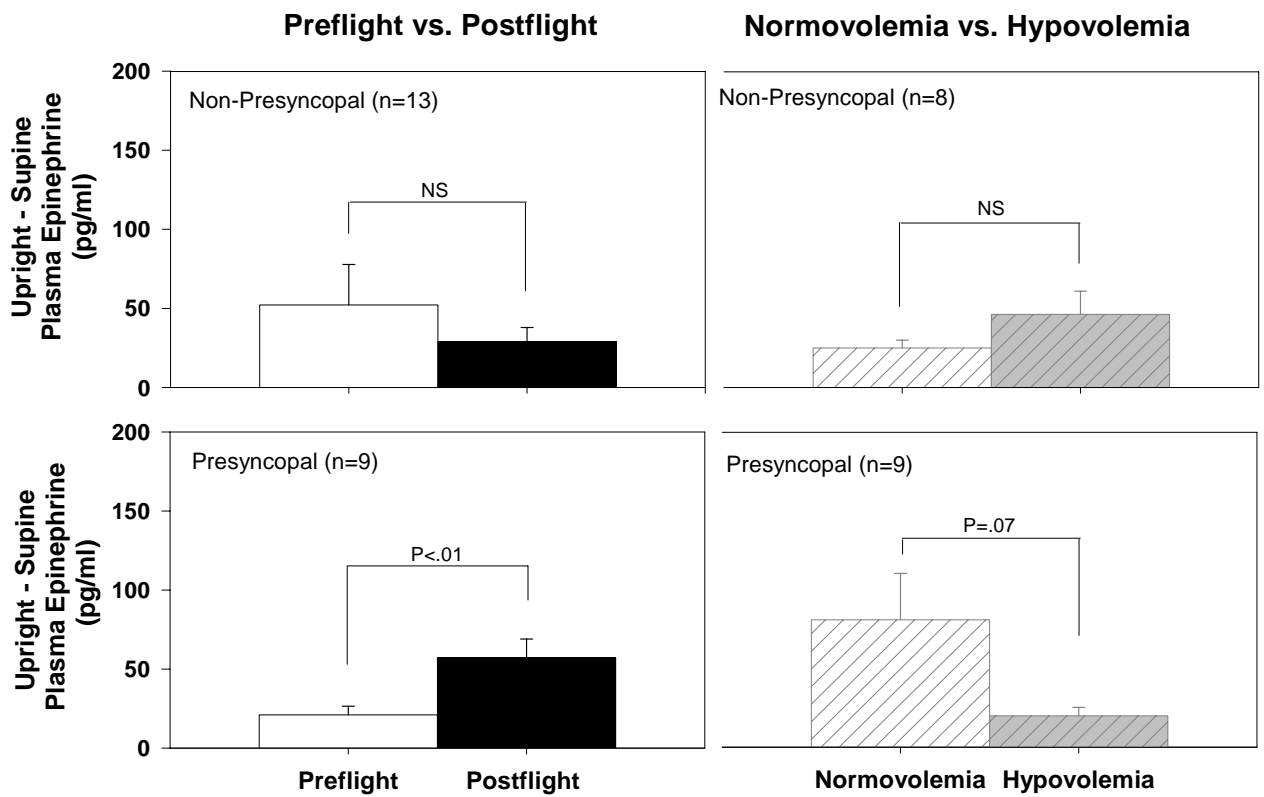 Preflight vs. Postflight
Normovolemia vs. Hypovolemia
Upright - Supine
Plasma Epinephrine
(pg/ml)
200
150
100
50
0
Non-Presyncopal (n=13)
NS
Non-Presyncopal (n=8)
NS
Upright - Supine
Plasma Epinephrine
(pg/ml)
200
150
100
50
0
Presyncopal (n=9)
P<.01
Presyncopal (n=9)
P=.07
Preflight
Postflight
Normovolemia
Hypovolemia